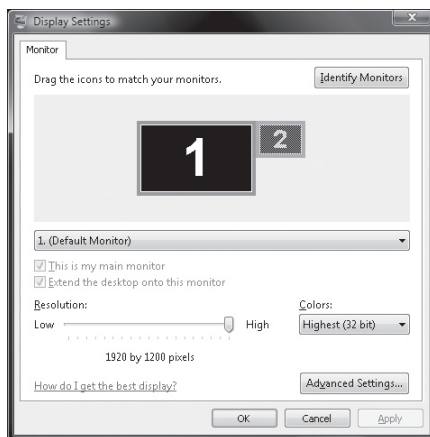 Display Settings
Monitor
Drag the icons to match your monitors.
Identify Monitors
1
2
1. (Default Monitor)
This is my main monitor
Extend the desktop onto this monitor
Resolution:
Colors:
Low
High
Highest (32 bit)
1920 by 1200 pixels
How do I get the best display?
Advanced Settings...
OK
Cancel
Apply